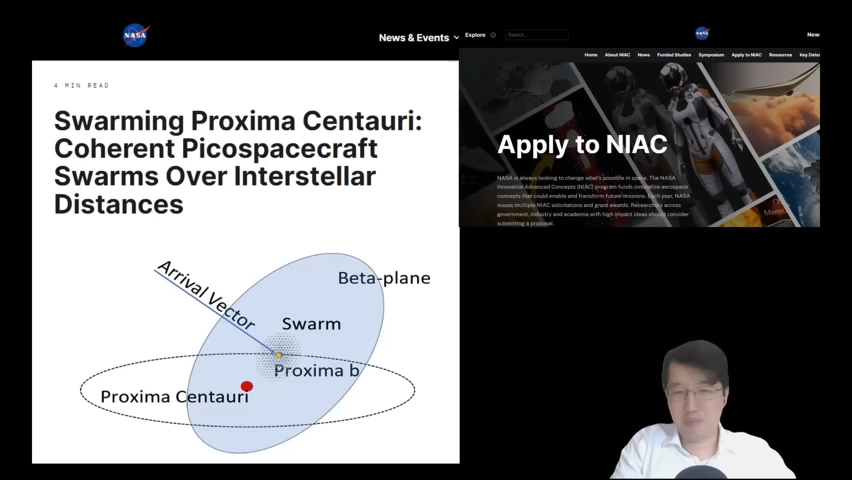 NASA
News & Events
4 MIN READ
Swarming Proxima Centauri:
Coherent Picospacecraft
Swarms Over Interstellar
Distances
Arrival Vector
Beta-plane
Swarm
Proxima b
Proxima Centauri
Explore
Search...
NASA
New
Home About NIAC News Funded Studies Symposium Apply to NIAC Resources Key Dates
Apply to NIAC
NASA is always looking to change what's possible in space. The NASA
Innovative Advanced Concepts (NIAC) program funds innovative aerospace
concepts that could enable and transform future missions. Each year, NASA
issues multiple NIAC solicitations and grant awards. Researchers across
government, industry and academia with high impact ideas should consider
submitting a proposal.